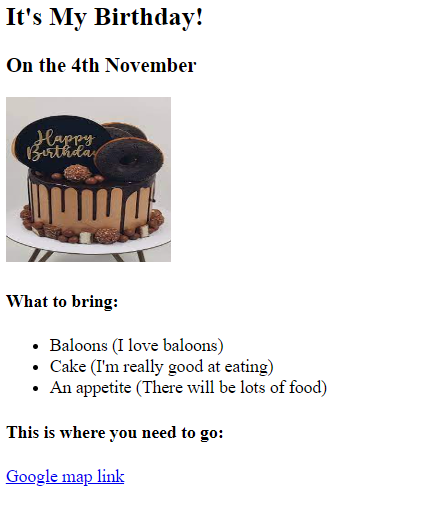 It's My Birthday!
On the 4th November
Happy
Birthday
What to bring:
Baloons (I love baloons)
Cake (I'm really good at eating)
An appetite (There will be lots of food)
This is where you need to go:
Google map link